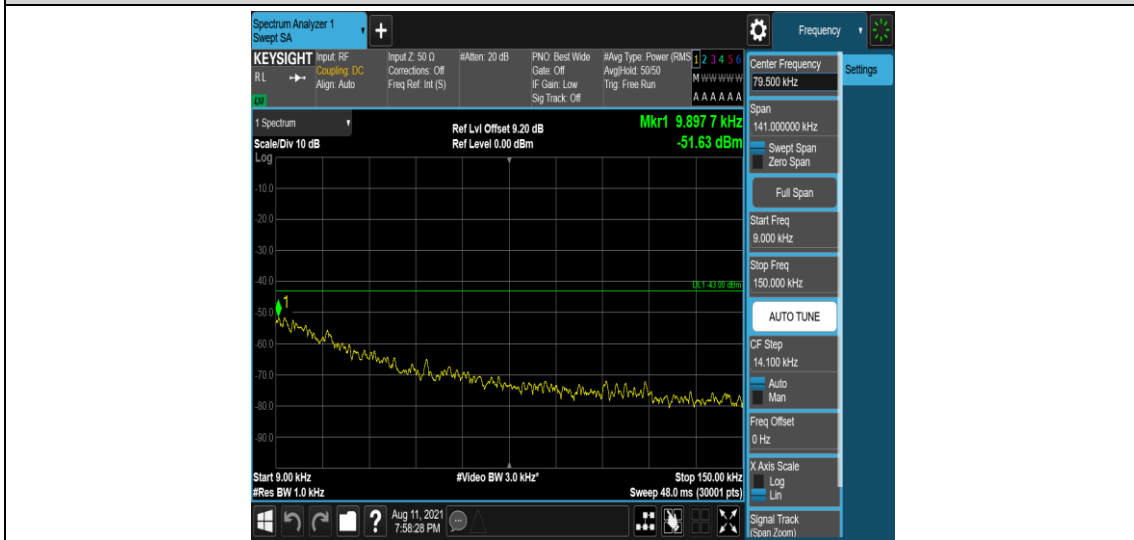 Spectrum Analyzer 1
Swept SA
+
Frequency
KEYSIGHT
RL
LXI
Input: RF
Coupling: DC
Align: Auto
Input Z: 50 Ω
Corrections: Off
Freq Ref: Int (S)
#Atten: 20 dB
PNO: Best Wide
Gate: Off
IF Gain: Low
Sig Track: Off
#Avg Type: Power (RMS
Avg|Hold: 50/50
Trig: Free Run
1 2 3 4 5 6
M W W W W W
A A A A A A
1 Spectrum
Scale/Div 10 dB
Log
Ref Lvl Offset 9.20 dB
Ref Level 0.00 dBm
Mkr1 9.897 7 kHz
-51.63 dBm
-10.0
-20.0
-30.0
-40.0
-50.0
-60.0
-70.0
-80.0
-90.0
DL1 -43.00 dBm
1
Start 9.00 kHz
#Res BW 1.0 kHz
#Video BW 3.0 kHz*
Stop 150.00 kHz
Sweep 48.0 ms (30001 pts)
Center Frequency
79.500 kHz
Settings
Span
141.000000 kHz
Swept Span
Zero Span
Full Span
Start Freq
9.000 kHz
Stop Freq
150.000 kHz
AUTO TUNE
CF Step
14.100 kHz
Auto
Man
Freq Offset
0 Hz
X Axis Scale
Log
Lin
Signal Track
(Span Zoom)
?
Aug 11, 2021
7:58:28 PM